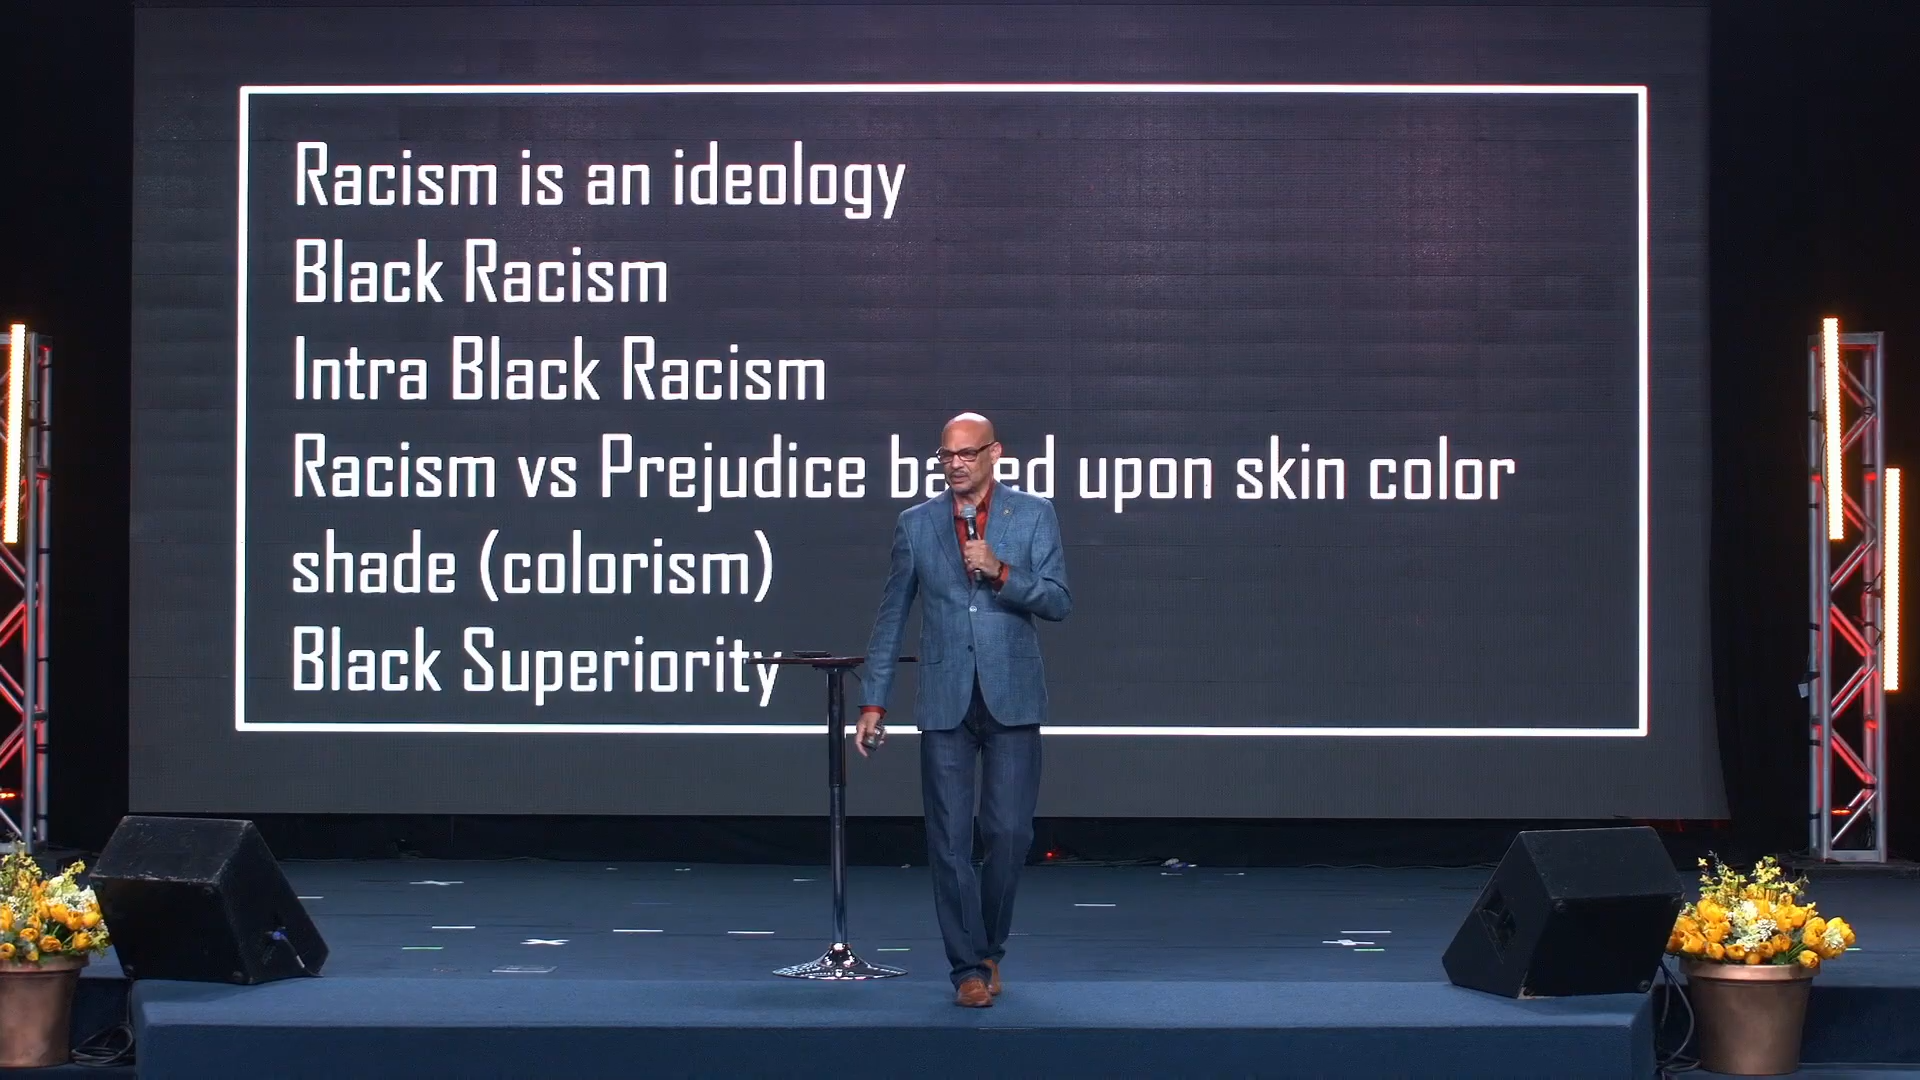 Racism is an ideology
Black Racism
Intra Black Racism
Racism vs Prejudice based upon skin color
shade (colorism)
Black Superiority